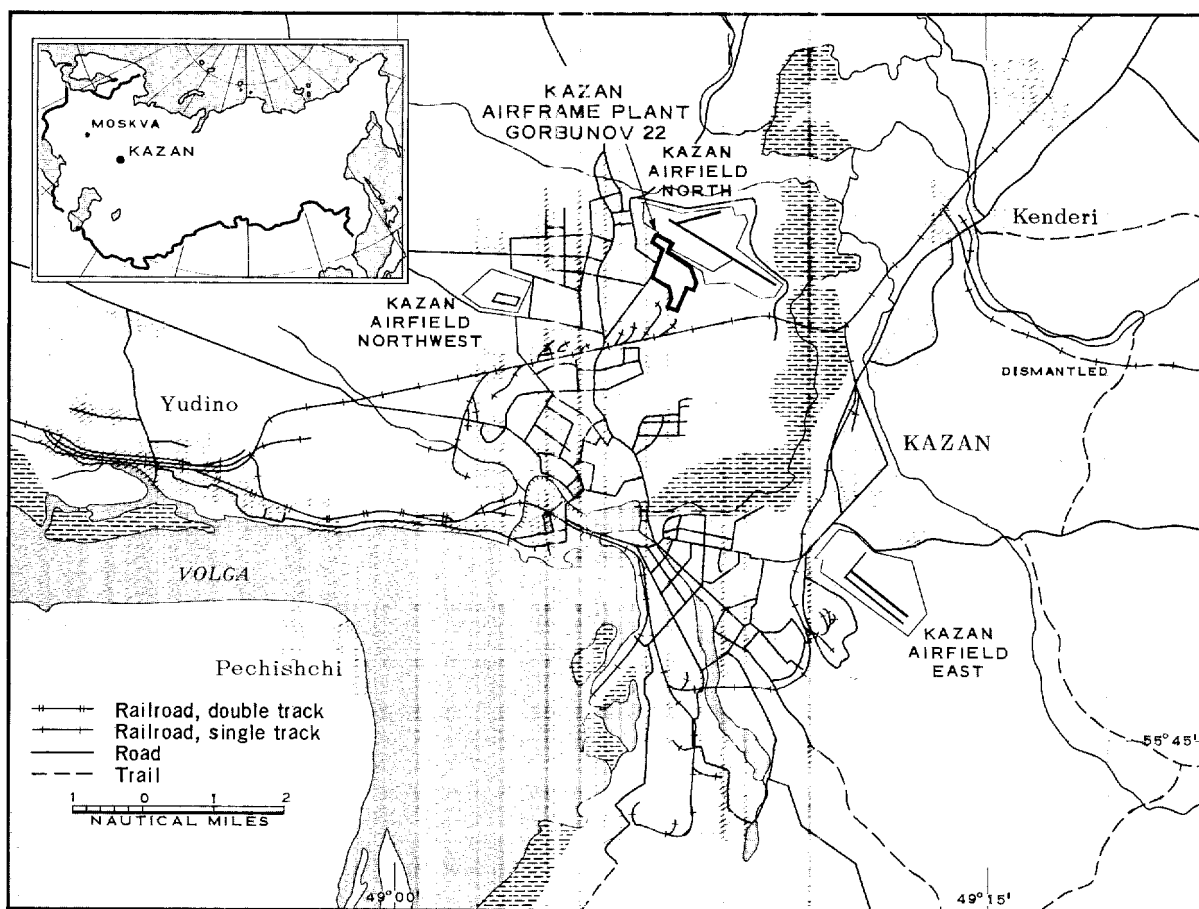 MOSKVA
KAZAN
KAZAN
AIRFRAME PLANT
GORBUNOV 22
KAZAN
AIRFIELD
NORTH
Kenderi
KAZAN
AIRFIELD
NORTHWEST
DISMANTLED
Yudino
KAZAN
VOLGA
KAZAN
AIRFIELD
EAST
Pechishchi
Railroad, double track
Railroad, single track
Road
Trail
1 0 1 2
NAUTICAL MILES
55°45'
49°00'
49°15'